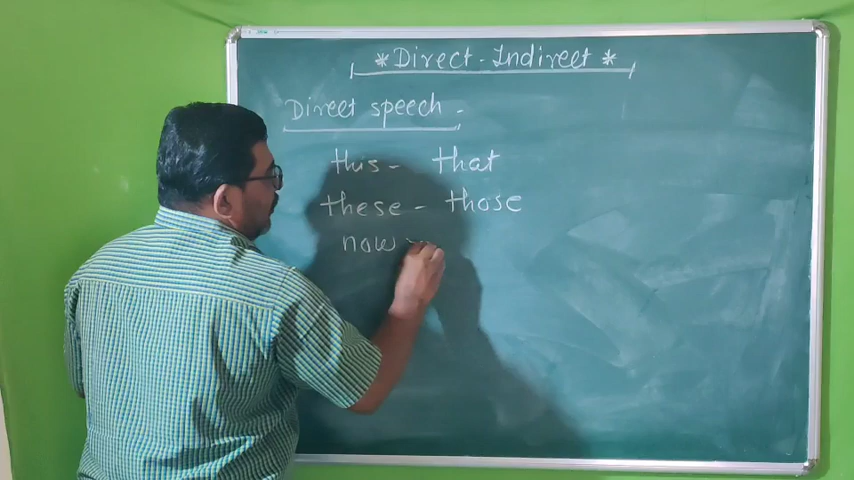 *Direct-Indirect*
Direct speech -
this - that
these - those
now -